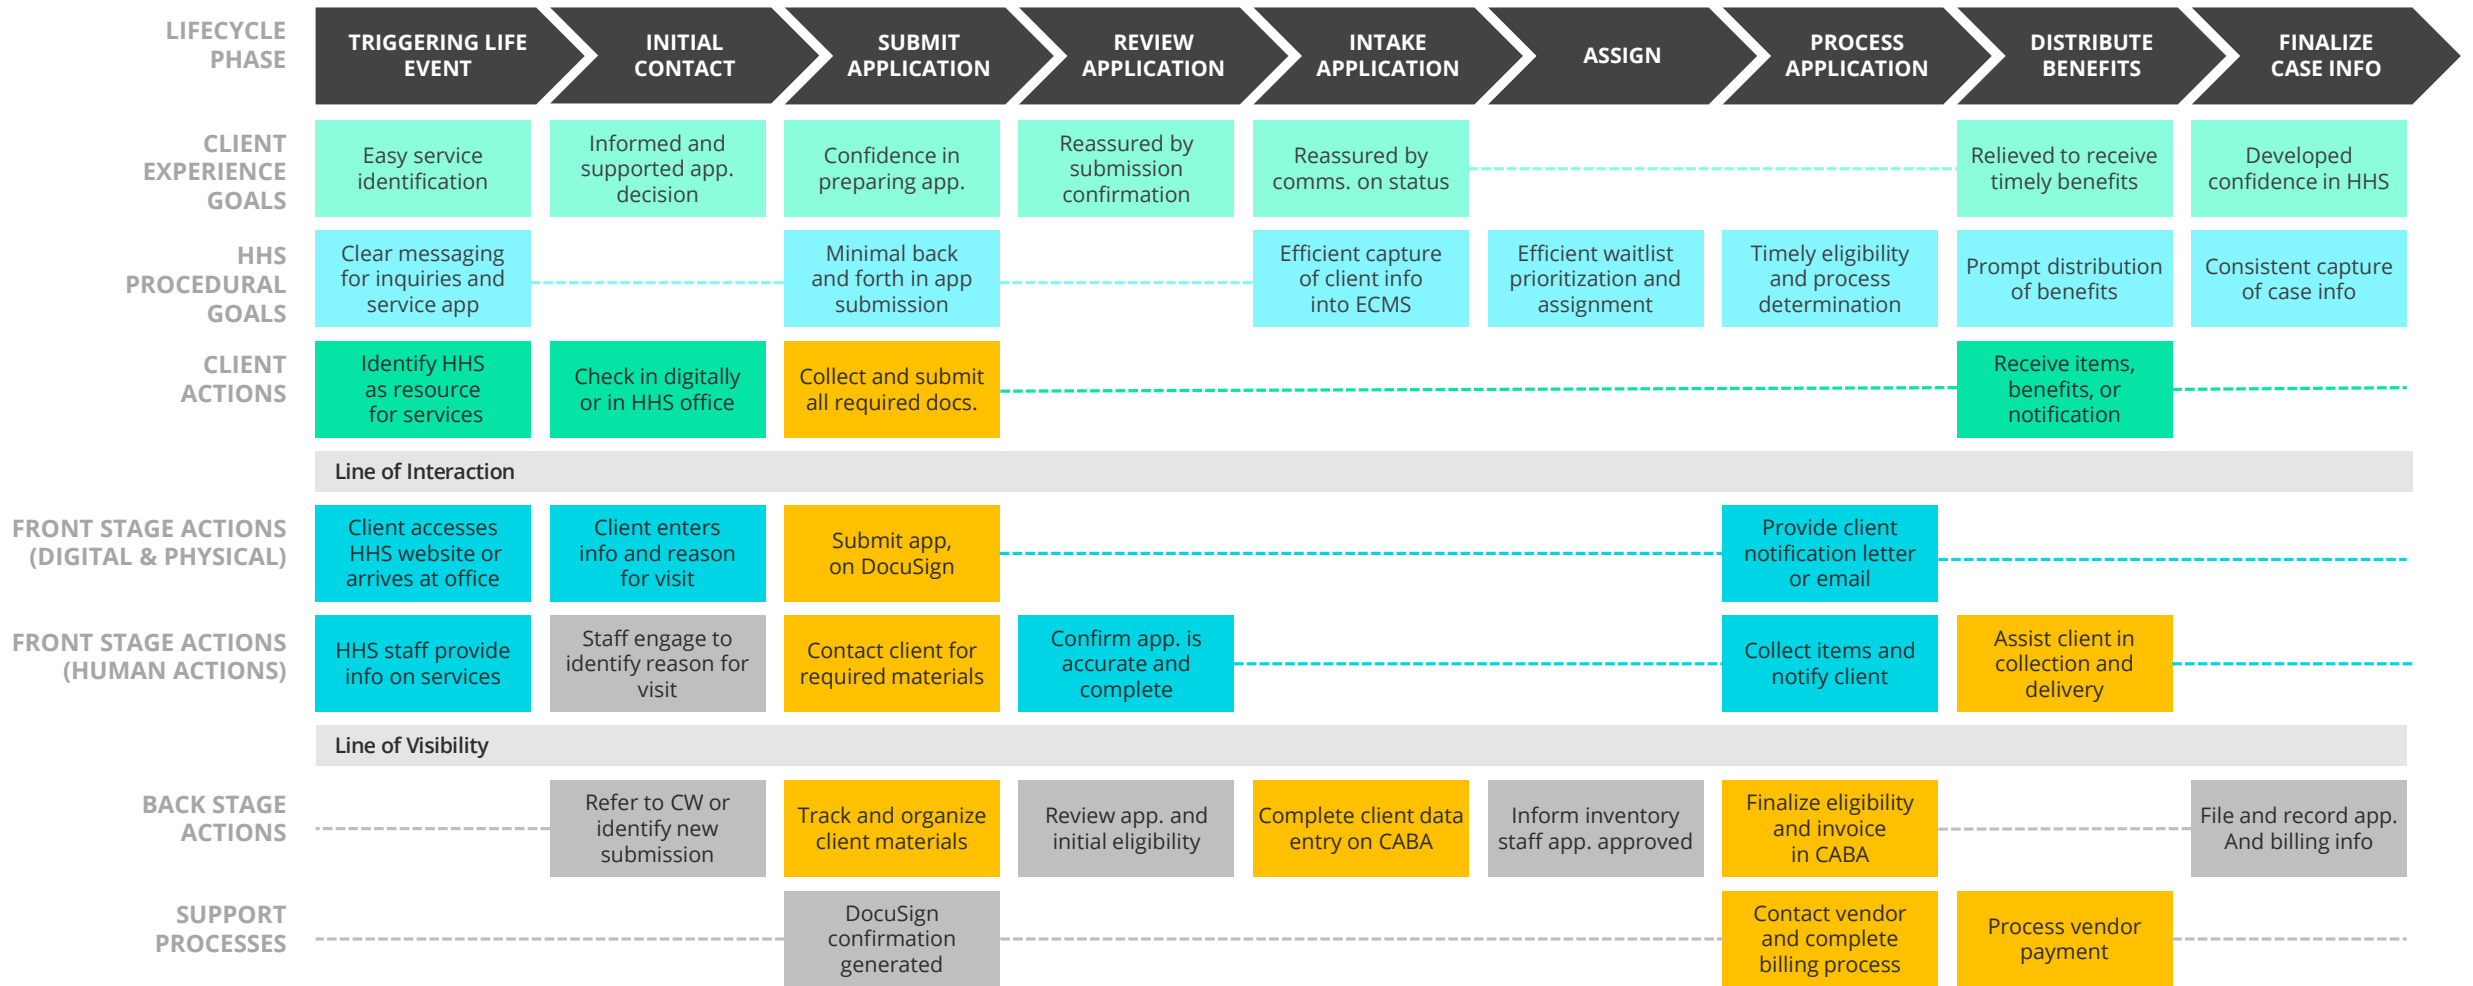 LIFECYCLE
PHASE
TRIGGERING LIFE
EVENT
INITIAL
CONTACT
SUBMIT
APPLICATION
REVIEW
APPLICATION
INTAKE
APPLICATION
ASSIGN
PROCESS
APPLICATION
DISTRIBUTE
BENEFITS
FINALIZE
CASE INFO
CLIENT
EXPERIENCE
GOALS
Easy service
identification
Informed and
supported app.
decision
Confidence in
preparing app.
Reassured by
submission
confirmation
Reassured by
comms. on status
Relieved to receive
timely benefits
Developed
confidence in HHS
HHS
PROCEDURAL
GOALS
Clear messaging
for inquiries and
service app
Minimal back
and forth in app
submission
Efficient capture
of client info
into ECMS
Efficient waitlist
prioritization and
assignment
Timely eligibility
and process
determination
Prompt distribution
of benefits
Consistent capture
of case info
CLIENT
ACTIONS
Identify HHS
as resource
for services
Check in digitally
or in HHS office
Collect and submit
all required docs.
Receive items,
benefits, or
notification
Line of Interaction
FRONT STAGE ACTIONS
(DIGITAL & PHYSICAL)
Client accesses
HHS website or
arrives at office
Client enters
info and reason
for visit
Submit app,
on DocuSign
Provide client
notification letter
or email
FRONT STAGE ACTIONS
(HUMAN ACTIONS)
HHS staff provide
info on services
Staff engage to
identify reason for
visit
Contact client for
required materials
Confirm app. is
accurate and
complete
Collect items and
notify client
Assist client in
collection and
delivery
Line of Visibility
BACK STAGE
ACTIONS
Refer to CW or
identify new
submission
Track and organize
client materials
Review app. and
initial eligibility
Complete client data
entry on CABA
Inform inventory
staff app. approved
Finalize eligibility
and invoice
in CABA
File and record app.
And billing info
SUPPORT
PROCESSES
DocuSign
confirmation
generated
Contact vendor
and complete
billing process
Process vendor
payment